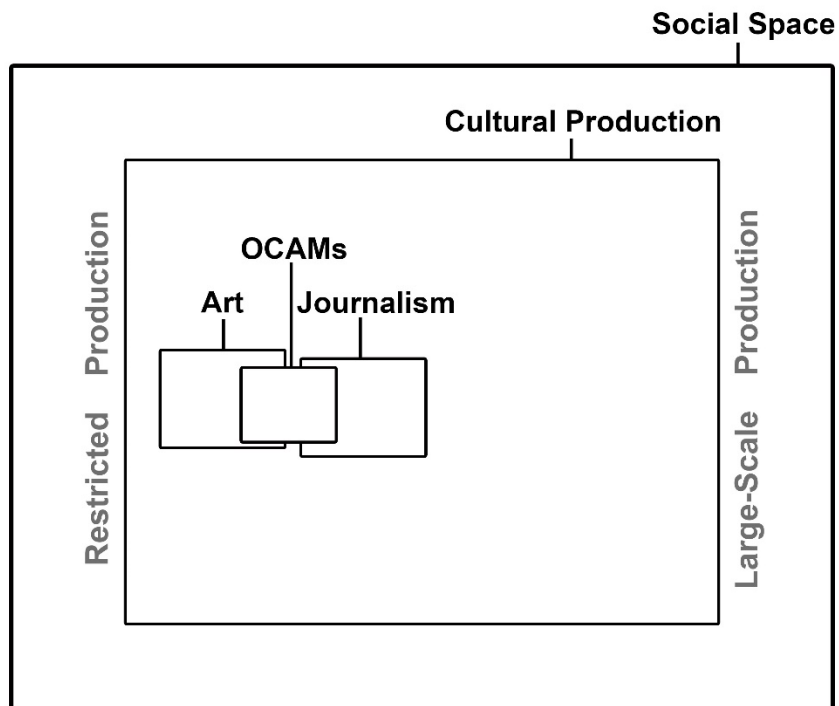 Social Space
Cultural Production
OCAMs
Art
Journalism
Restricted Production
Large-Scale Production